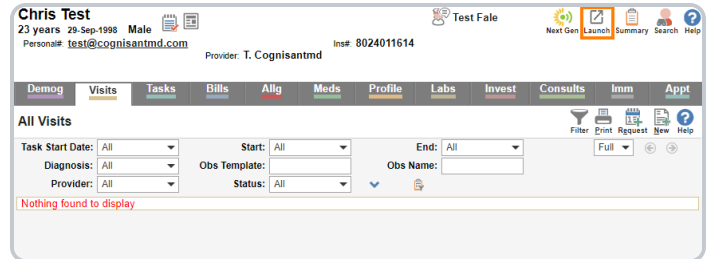 Chris Test
23 years 29-Sep-1998 Male
Test Fale
Next Gen Launch Summary Search Help
Personal#: test@cognisantmd.com
Ins#: 8024011614
Provider: T. Cognisantmd
Demog Visits Tasks Bills Allg Meds Profile Labs Invest Consults Imm Appt
All Visits
Filter Print Request New Help
Task Start Date: All Start: All End: All Full
Diagnosis: All Obs Template: Obs Name:
Provider: All Status: All
Nothing found to display